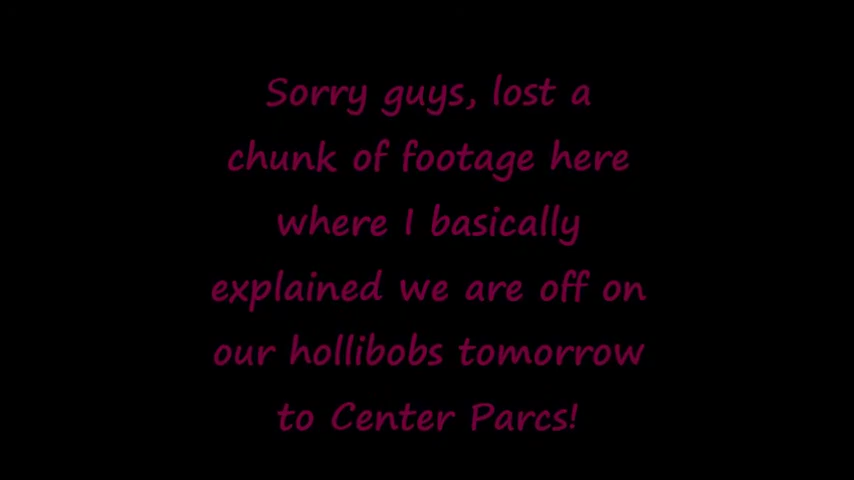 Sorry guys, lost a
chunk of footage here
where I basically
explained we are off on
our hollibobs tomorrow
to Center Parcs!